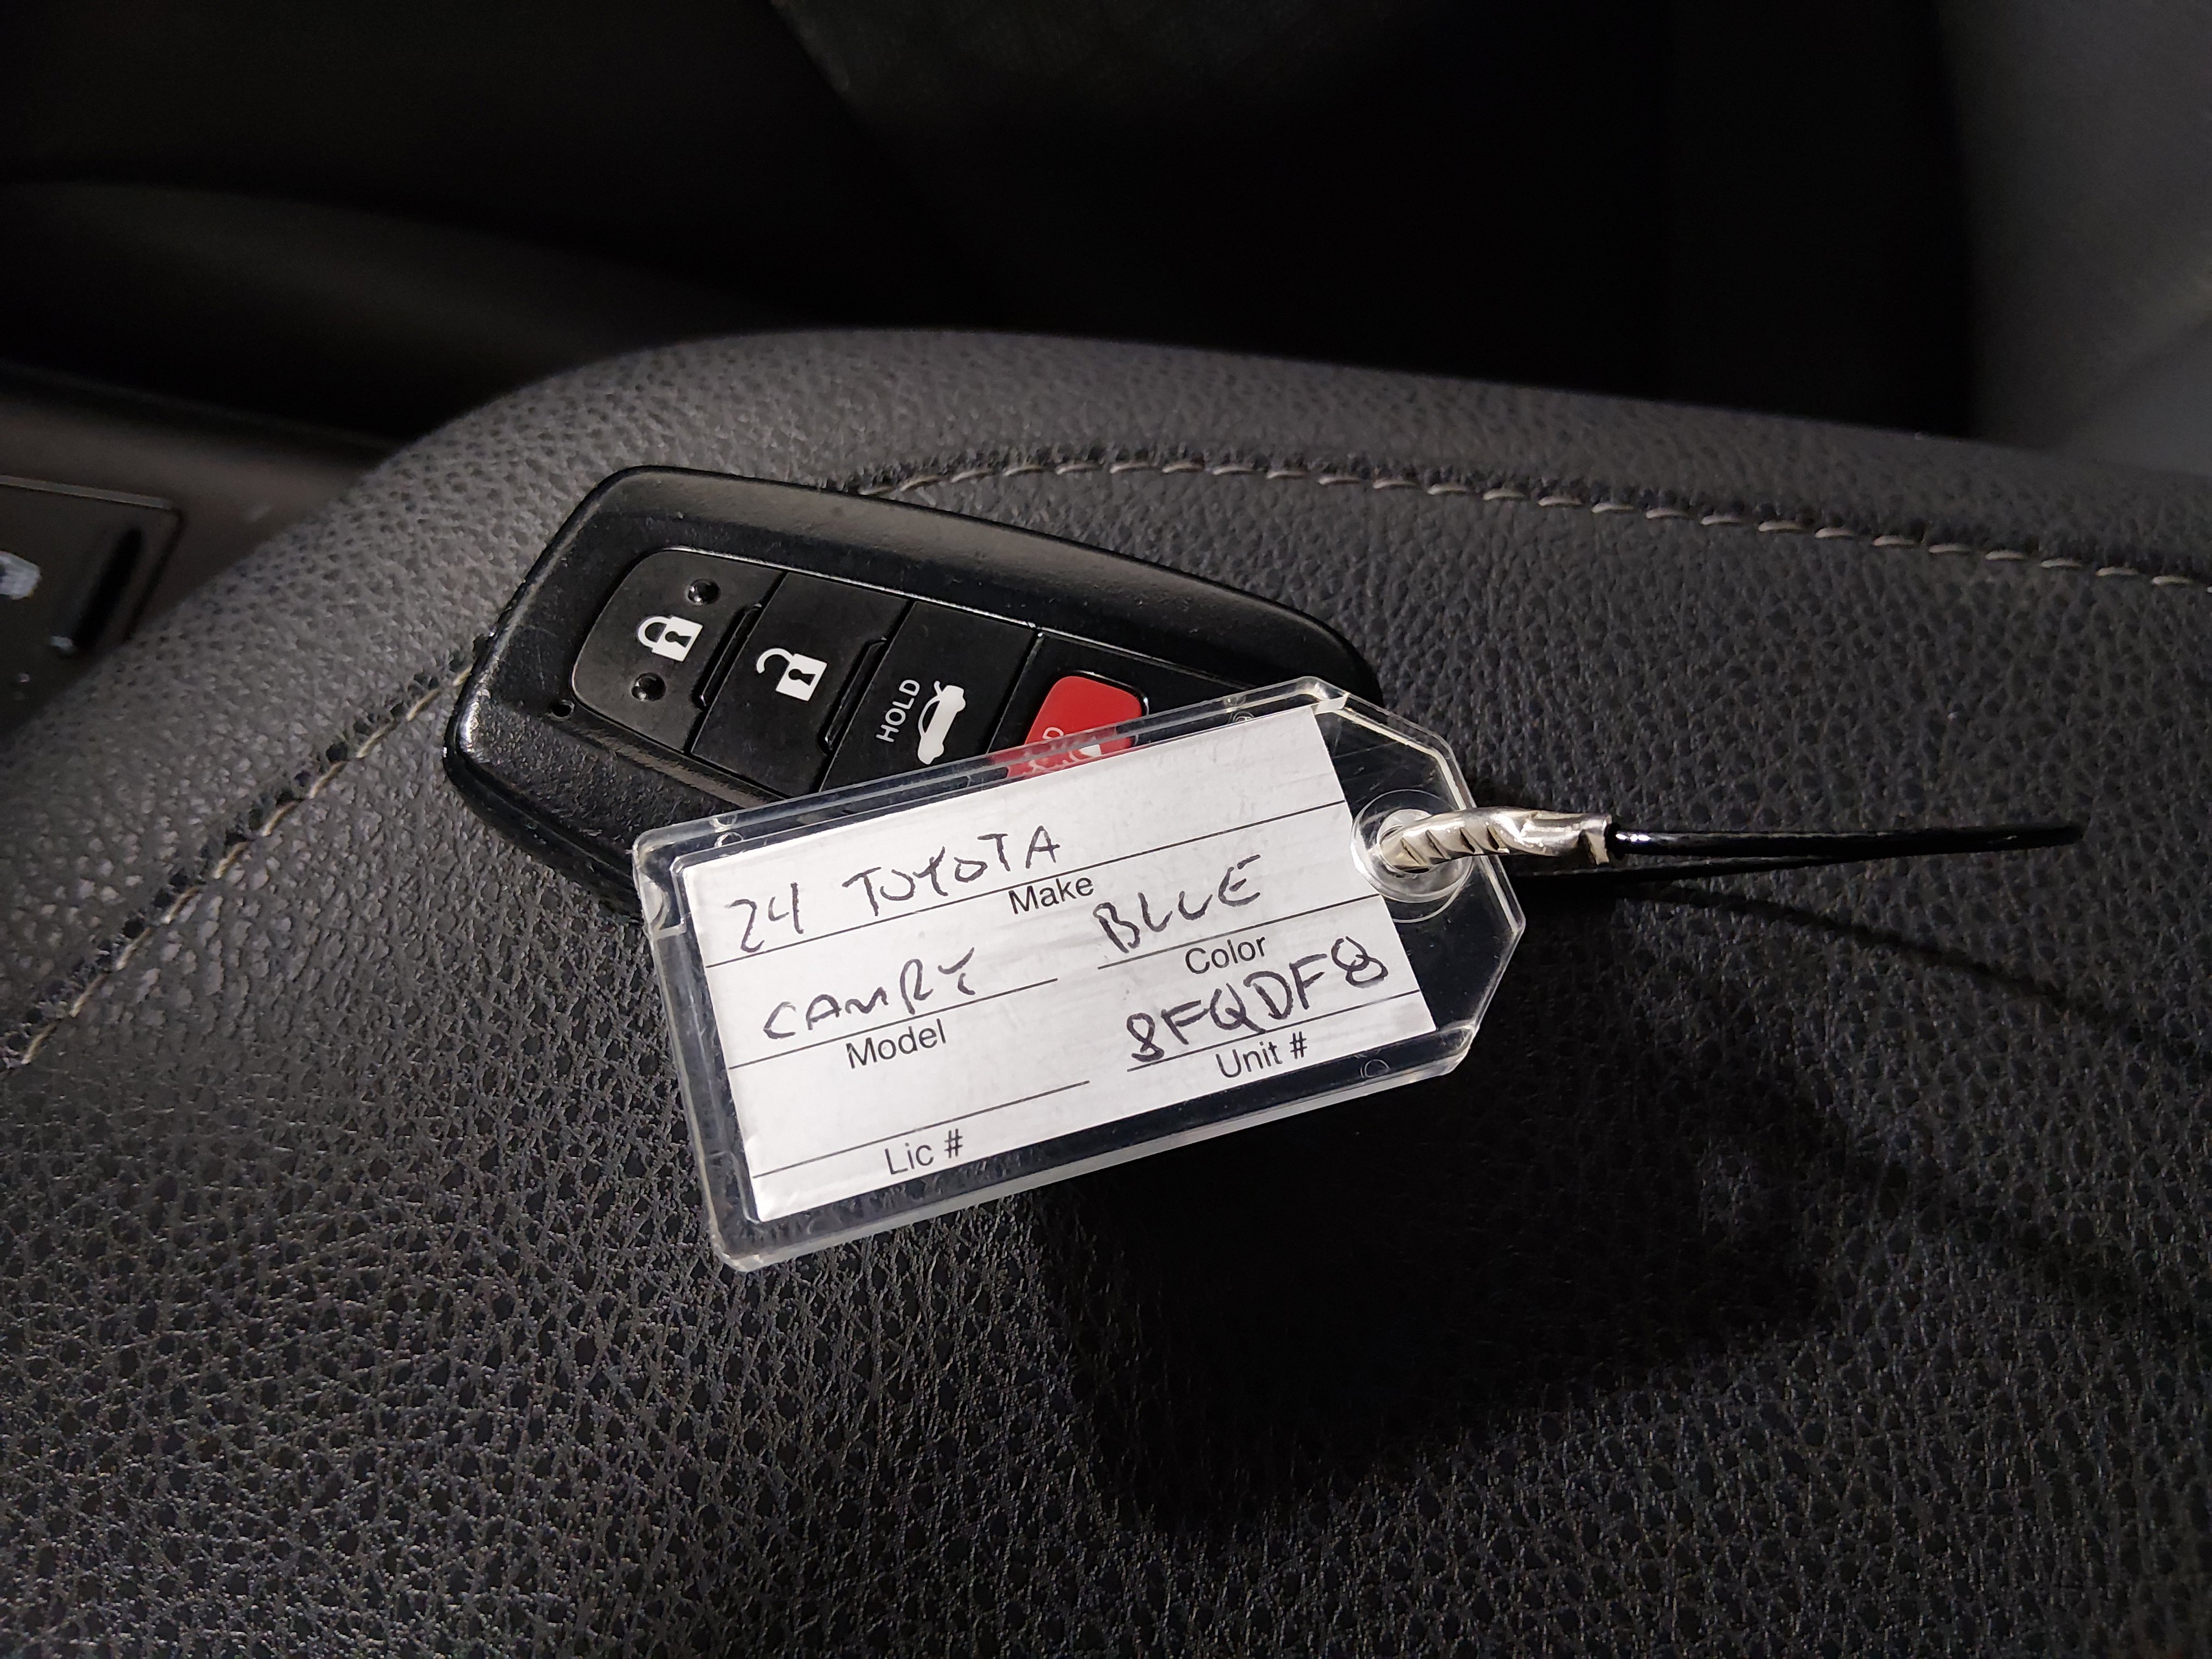 HOLD
24 TOYOTA
Make
CAMRY BLUE
Model Color
8FQDF8
Lic # Unit #